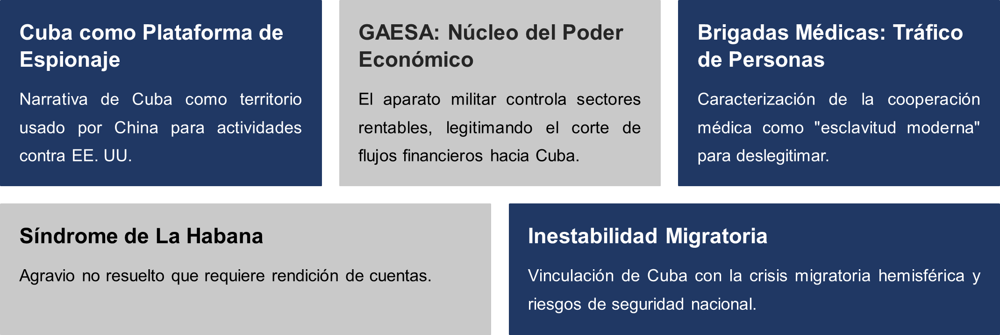 Cuba como Plataforma de
Espionaje
Narrativa de Cuba como territorio
usado por China para actividades
contra EE. UU.
GAESA: Núcleo del Poder
Económico
El aparato militar controla sectores
rentables, legitimando el corte de
flujos financieros hacia Cuba.
Brigadas Médicas: Tráfico
de Personas
Caracterización de la cooperación
médica como "esclavitud moderna"
para deslegitimar.
Síndrome de La Habana
Agravio no resuelto que requiere rendición de cuentas.
Inestabilidad Migratoria
Vinculación de Cuba con la crisis migratoria hemisférica y
riesgos de seguridad nacional.